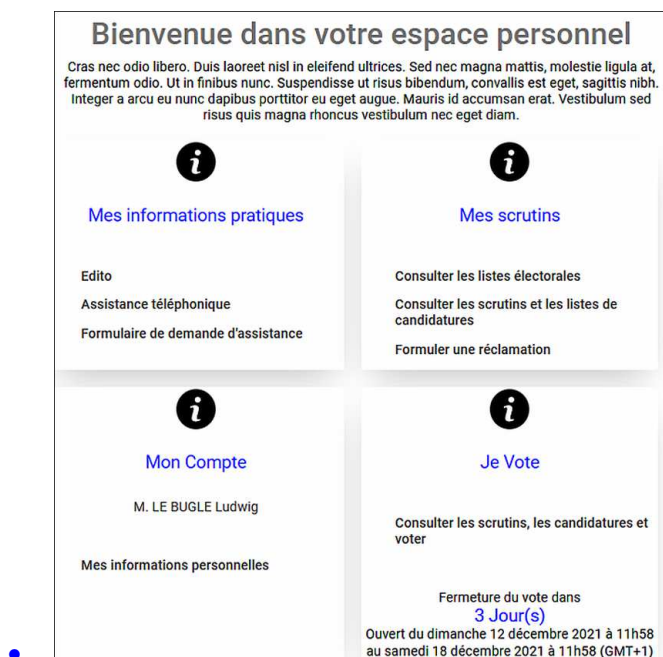 Bienvenue dans votre espace personnel
Cras nec odio libero. Duis laoreet nisl in eleifend ultrices. Sed nec magna mattis, molestie ligula at,
fermentum odio. Ut in finibus nunc. Suspendisse ut risus bibendum, convallis est eget, sagittis nibh.
Integer a arcu eu nunc dapibus porttitor eu eget augue. Mauris id accumsan erat. Vestibulum sed
risus quis magna rhoncus vestibulum nec eget diam.
Mes informations pratiques
Edito
Assistance téléphonique
Formulaire de demande d'assistance
Mes scrutins
Consulter les listes électorales
Consulter les scrutins et les listes de
candidatures
Formuler une réclamation
Mon Compte
M. LE BUGLE Ludwig
Mes informations personnelles
Je Vote
Consulter les scrutins, les candidatures et
voter
Fermeture du vote dans
3 Jour(s)
Ouvert du dimanche 12 décembre 2021 à 11h58
au samedi 18 décembre 2021 à 11h58 (GMT+1)